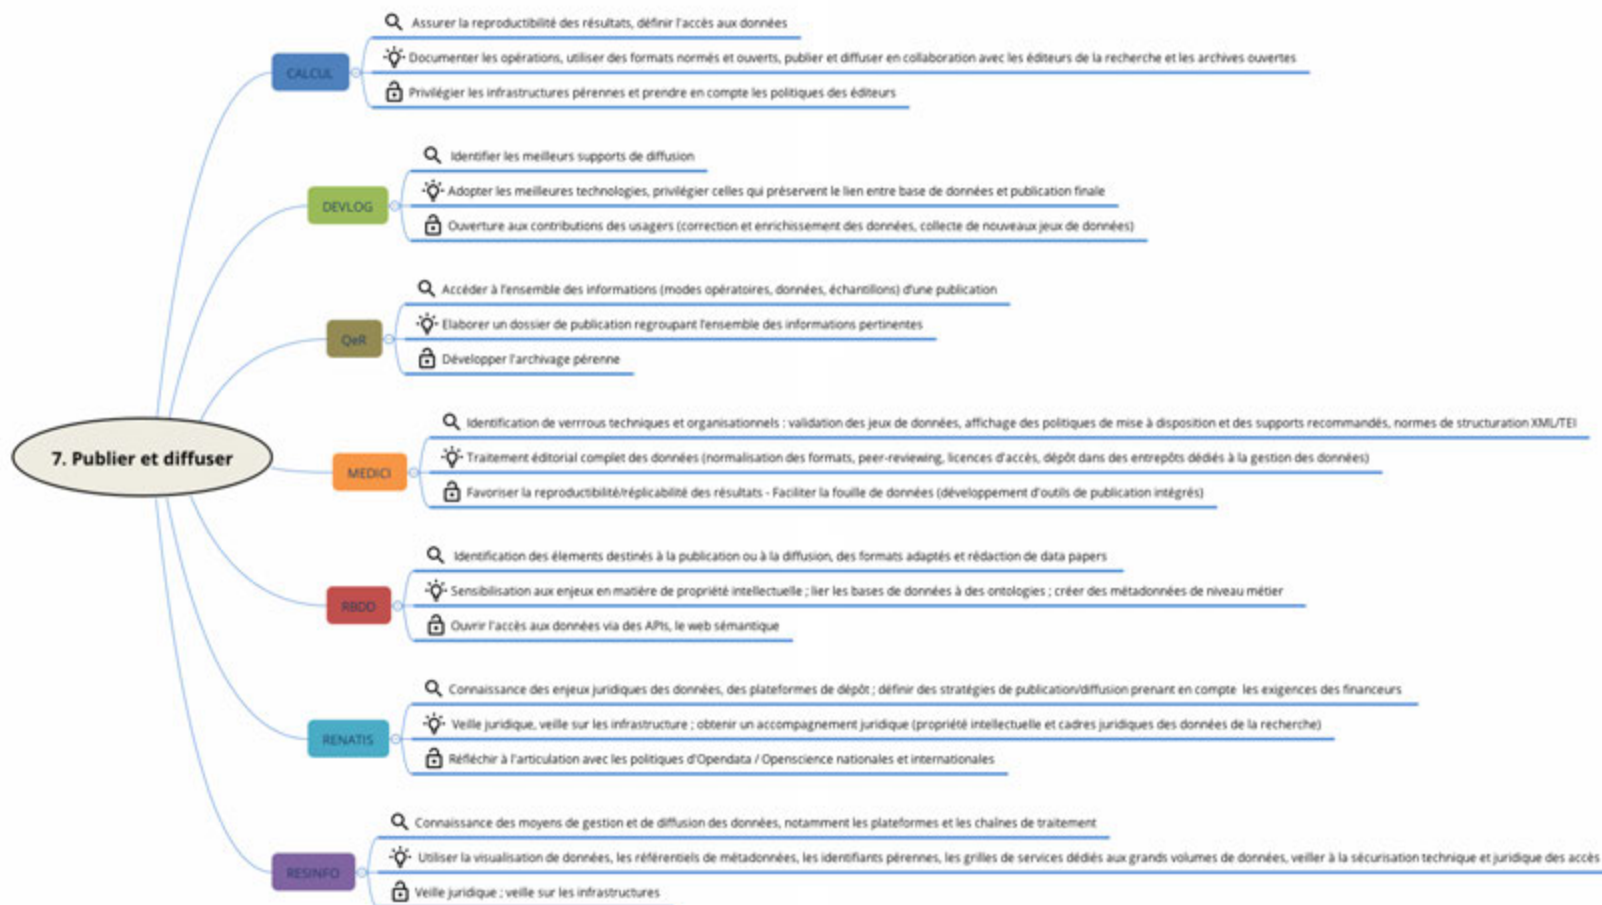 7. Publier et diffuser
CALCUL
Assurer la reproductibilité des résultats, définir l'accès aux données
Documenter les opérations, utiliser des formats normés et ouverts, publier et diffuser en collaboration avec les éditeurs de la recherche et les archives ouvertes
Privilégier les infrastructures pérennes et prendre en compte les politiques des éditeurs
DEVLOG
Identifier les meilleurs supports de diffusion
Adopter les meilleures technologies, privilégier celles qui préservent le lien entre base de données et publication finale
Ouverture aux contributions des usagers (correction et enrichissement des données, collecte de nouveaux jeux de données)
QeR
Accéder à l'ensemble des informations (modes opératoires, données, échantillons) d'une publication
Elaborer un dossier de publication regroupant l'ensemble des informations pertinentes
Développer l'archivage pérenne
MEDICI
Identification de verrrous techniques et organisationnels : validation des jeux de données, affichage des politiques de mise à disposition et des supports recommandés, normes de structuration XML/TEI
Traitement éditorial complet des données (normalisation des formats, peer-reviewing, licences d'accès, dépôt dans des entrepôts dédiés à la gestion des données)
Favoriser la reproductibilité/réplicabilité des résultats - Faciliter la fouille de données (développement d'outils de publication intégrés)
RBDD
Identification des élements destinés à la publication ou à la diffusion, des formats adaptés et rédaction de data papers
Sensibilisation aux enjeux en matière de propriété intellectuelle ; lier les bases de données à des ontologies ; créer des métadonnées de niveau métier
Ouvrir l'accès aux données via des APIs, le web sémantique
RENATIS
Connaissance des enjeux juridiques des données, des plateformes de dépôt ; définir des stratégies de publication/diffusion prenant en compte les exigences des financeurs
Veille juridique, veille sur les infrastructure ; obtenir un accompagnement juridique (propriété intellectuelle et cadres juridiques des données de la recherche)
Réfléchir à l'articulation avec les politiques d'Opendata / Openscience nationales et internationales
RESINFO
Connaissance des moyens de gestion et de diffusion des données, notamment les plateformes et les chaînes de traitement
Utiliser la visualisation de données, les référentiels de métadonnées, les identifiants pérennes, les grilles de services dédiés aux grands volumes de données, veiller à la sécurisation technique et juridique des accès
Veille juridique ; veille sur les infrastructures